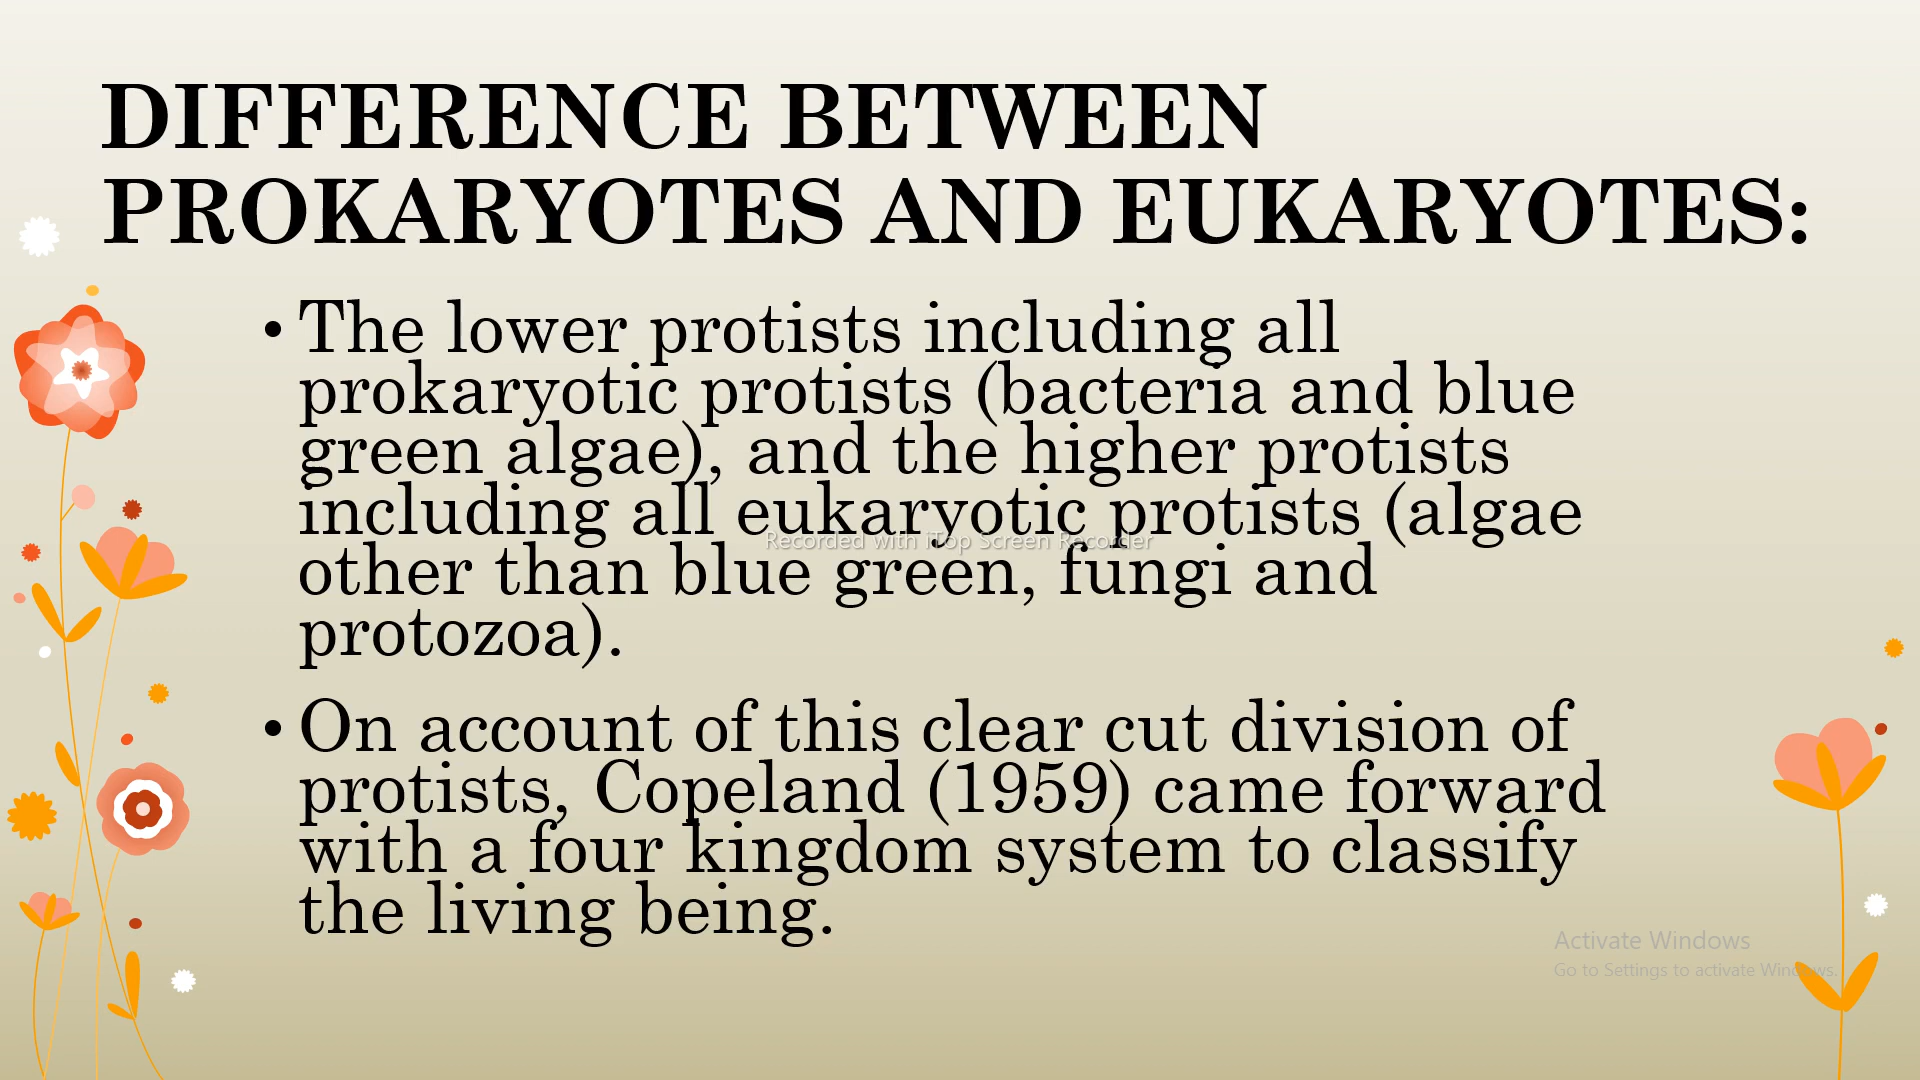 DIFFERENCE BETWEEN
PROKARYOTES AND EUKARYOTES:
• The lower protists including all
prokaryotic protists (bacteria and blue
green algae), and the higher protists
including all eukaryotic protists (algae
Recorded with iTop Screen Recorder
other than blue green, fungi and
protozoa).
• On account of this clear cut division of
protists, Copeland (1959) came forward
with a four kingdom system to classify
the living being.
Activate Windows
Go to Settings to activate Windows.